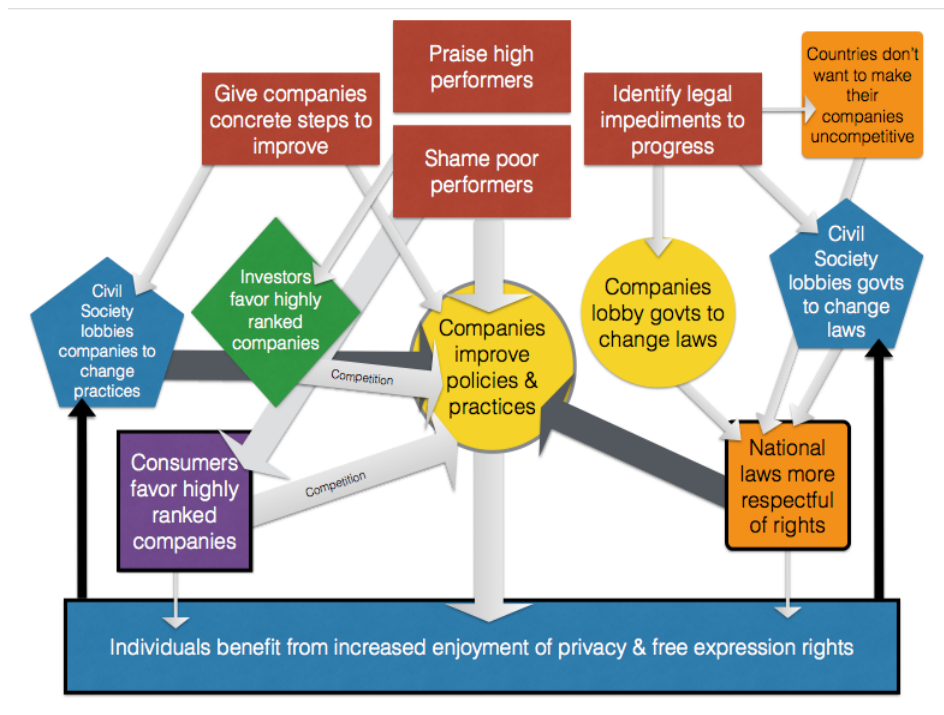 Praise high
performers
Countries don't
want to make
their
companies
uncompetitive
Give companies
concrete steps to
improve
Identify legal
impediments to
progress
Shame poor
performers
Civil
Society
lobbies govts
to change
laws
Investors
favor highly
ranked
companies
Civil
Society
lobbies
companies to
change
practices
Companies
lobby govts to
change laws
Companies
improve
policies &
practices
Competition
Consumers
favor highly
ranked
companies
Competition
National
laws more
respectful
of rights
Individuals benefit from increased enjoyment of privacy & free expression rights